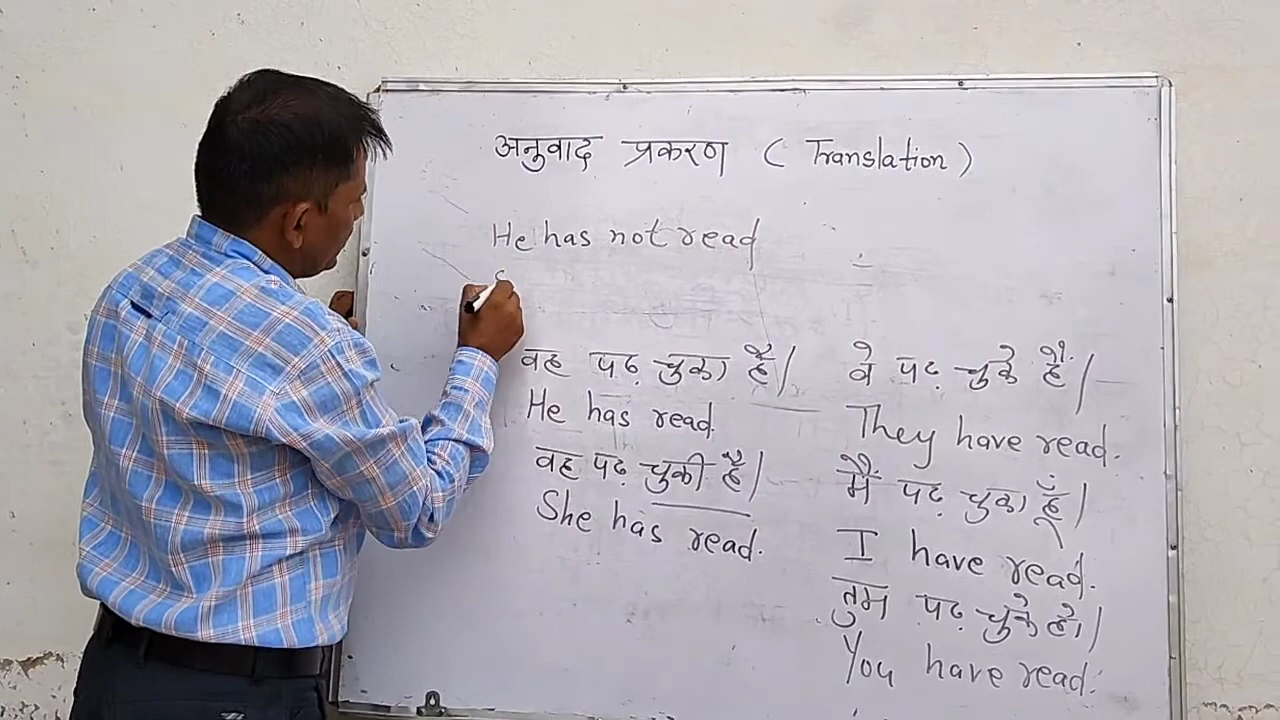 अनुवाद प्रकरण ( Translation )
He has not read
वह पढ़ चुका है।
He has read.
वह पढ़ चुकी है।
She has read.
वे पढ़ चुके हैं।
They have read.
मैं पढ़ चुका हूँ।
I have read.
तुम पढ़ चुके हो।
You have read.